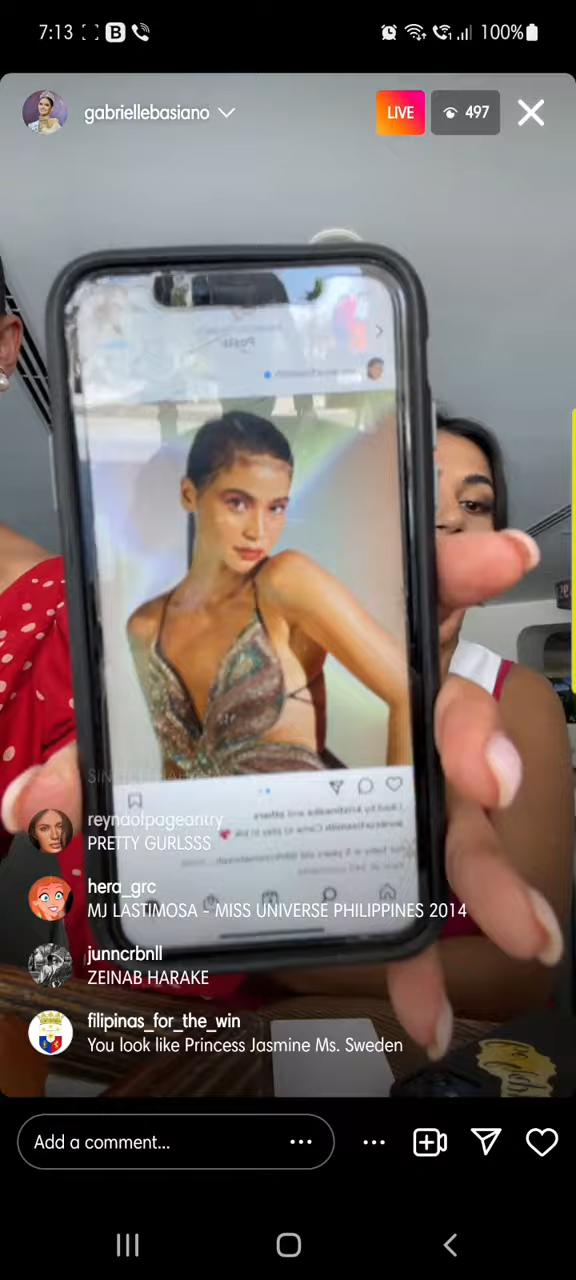 7:13
B
100%
gabriellebasiano
LIVE
497
Posts
reynaofpageantry
PRETTY GURLSSS
hera_grc
MJ LASTIMOSA - MISS UNIVERSE PHILIPPINES 2014
junncrbnll
ZEINAB HARAKE
filipinas_for_the_win
You look like Princess Jasmine Ms. Sweden
Add a comment...